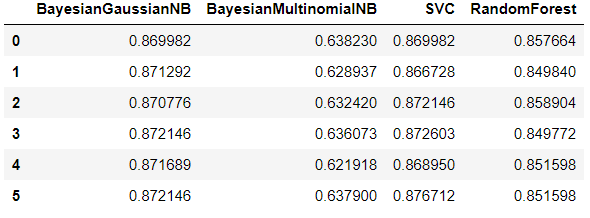 BayesianGaussianNB BayesianMultinomialNB SVC RandomForest
0 0.869982 0.638230 0.869982 0.857664
1 0.871292 0.628937 0.866728 0.849840
2 0.870776 0.632420 0.872146 0.858904
3 0.872146 0.636073 0.872603 0.849772
4 0.871689 0.621918 0.868950 0.851598
5 0.872146 0.637900 0.876712 0.851598